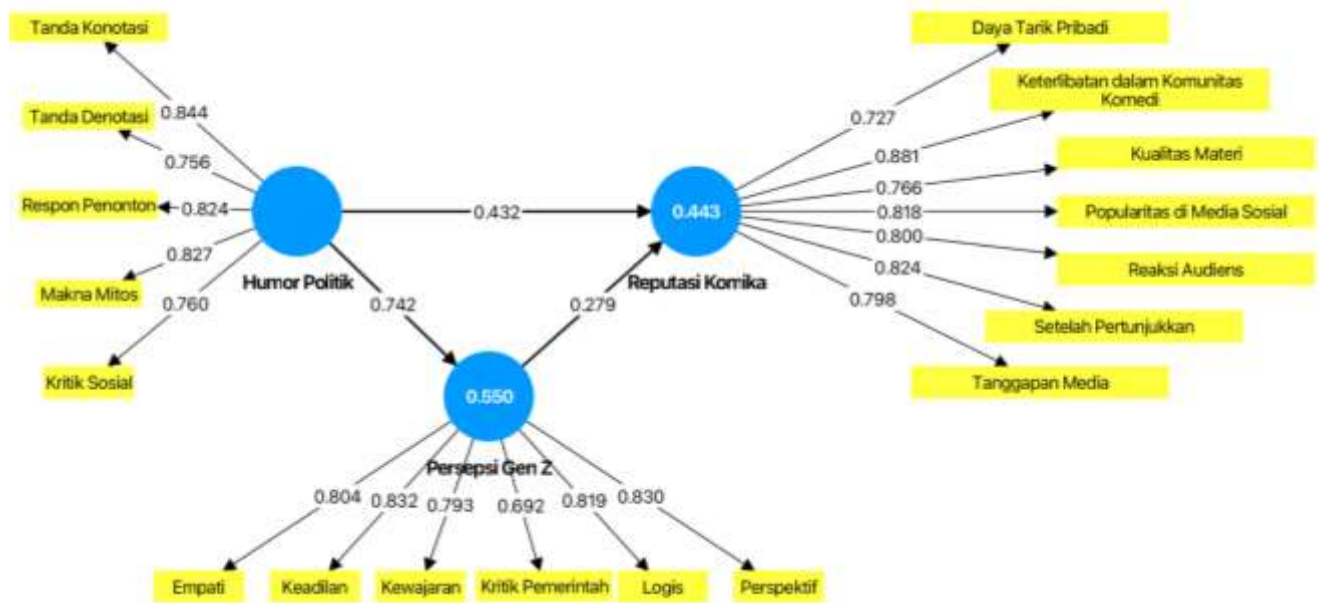 Tanda Konotasi
Daya Tarik Pribadi
Keterlibatan dalam Komunitas
Komedi
0.844
0.727
Tanda Denotasi
0.756
0.881
Kualitas Materi
0.766
Respon Penonton
0.824
0.432
0.443
0.818
Popularitas di Media Sosial
0.800
0.827
Reaksi Audiens
0.824
Makna Mitos
Humor Politik
Reputasi Komika
0.798
0.760
0.742
0.279
Setelah Pertunjukkan
Kritik Sosial
Tanggapan Media
0.550
Persepsi Gen Z
0.804
0.832
0.793
0.692
0.819
0.830
Empati
Keadilan
Kewajaran
Kritik Pemerintah
Logis
Perspektif